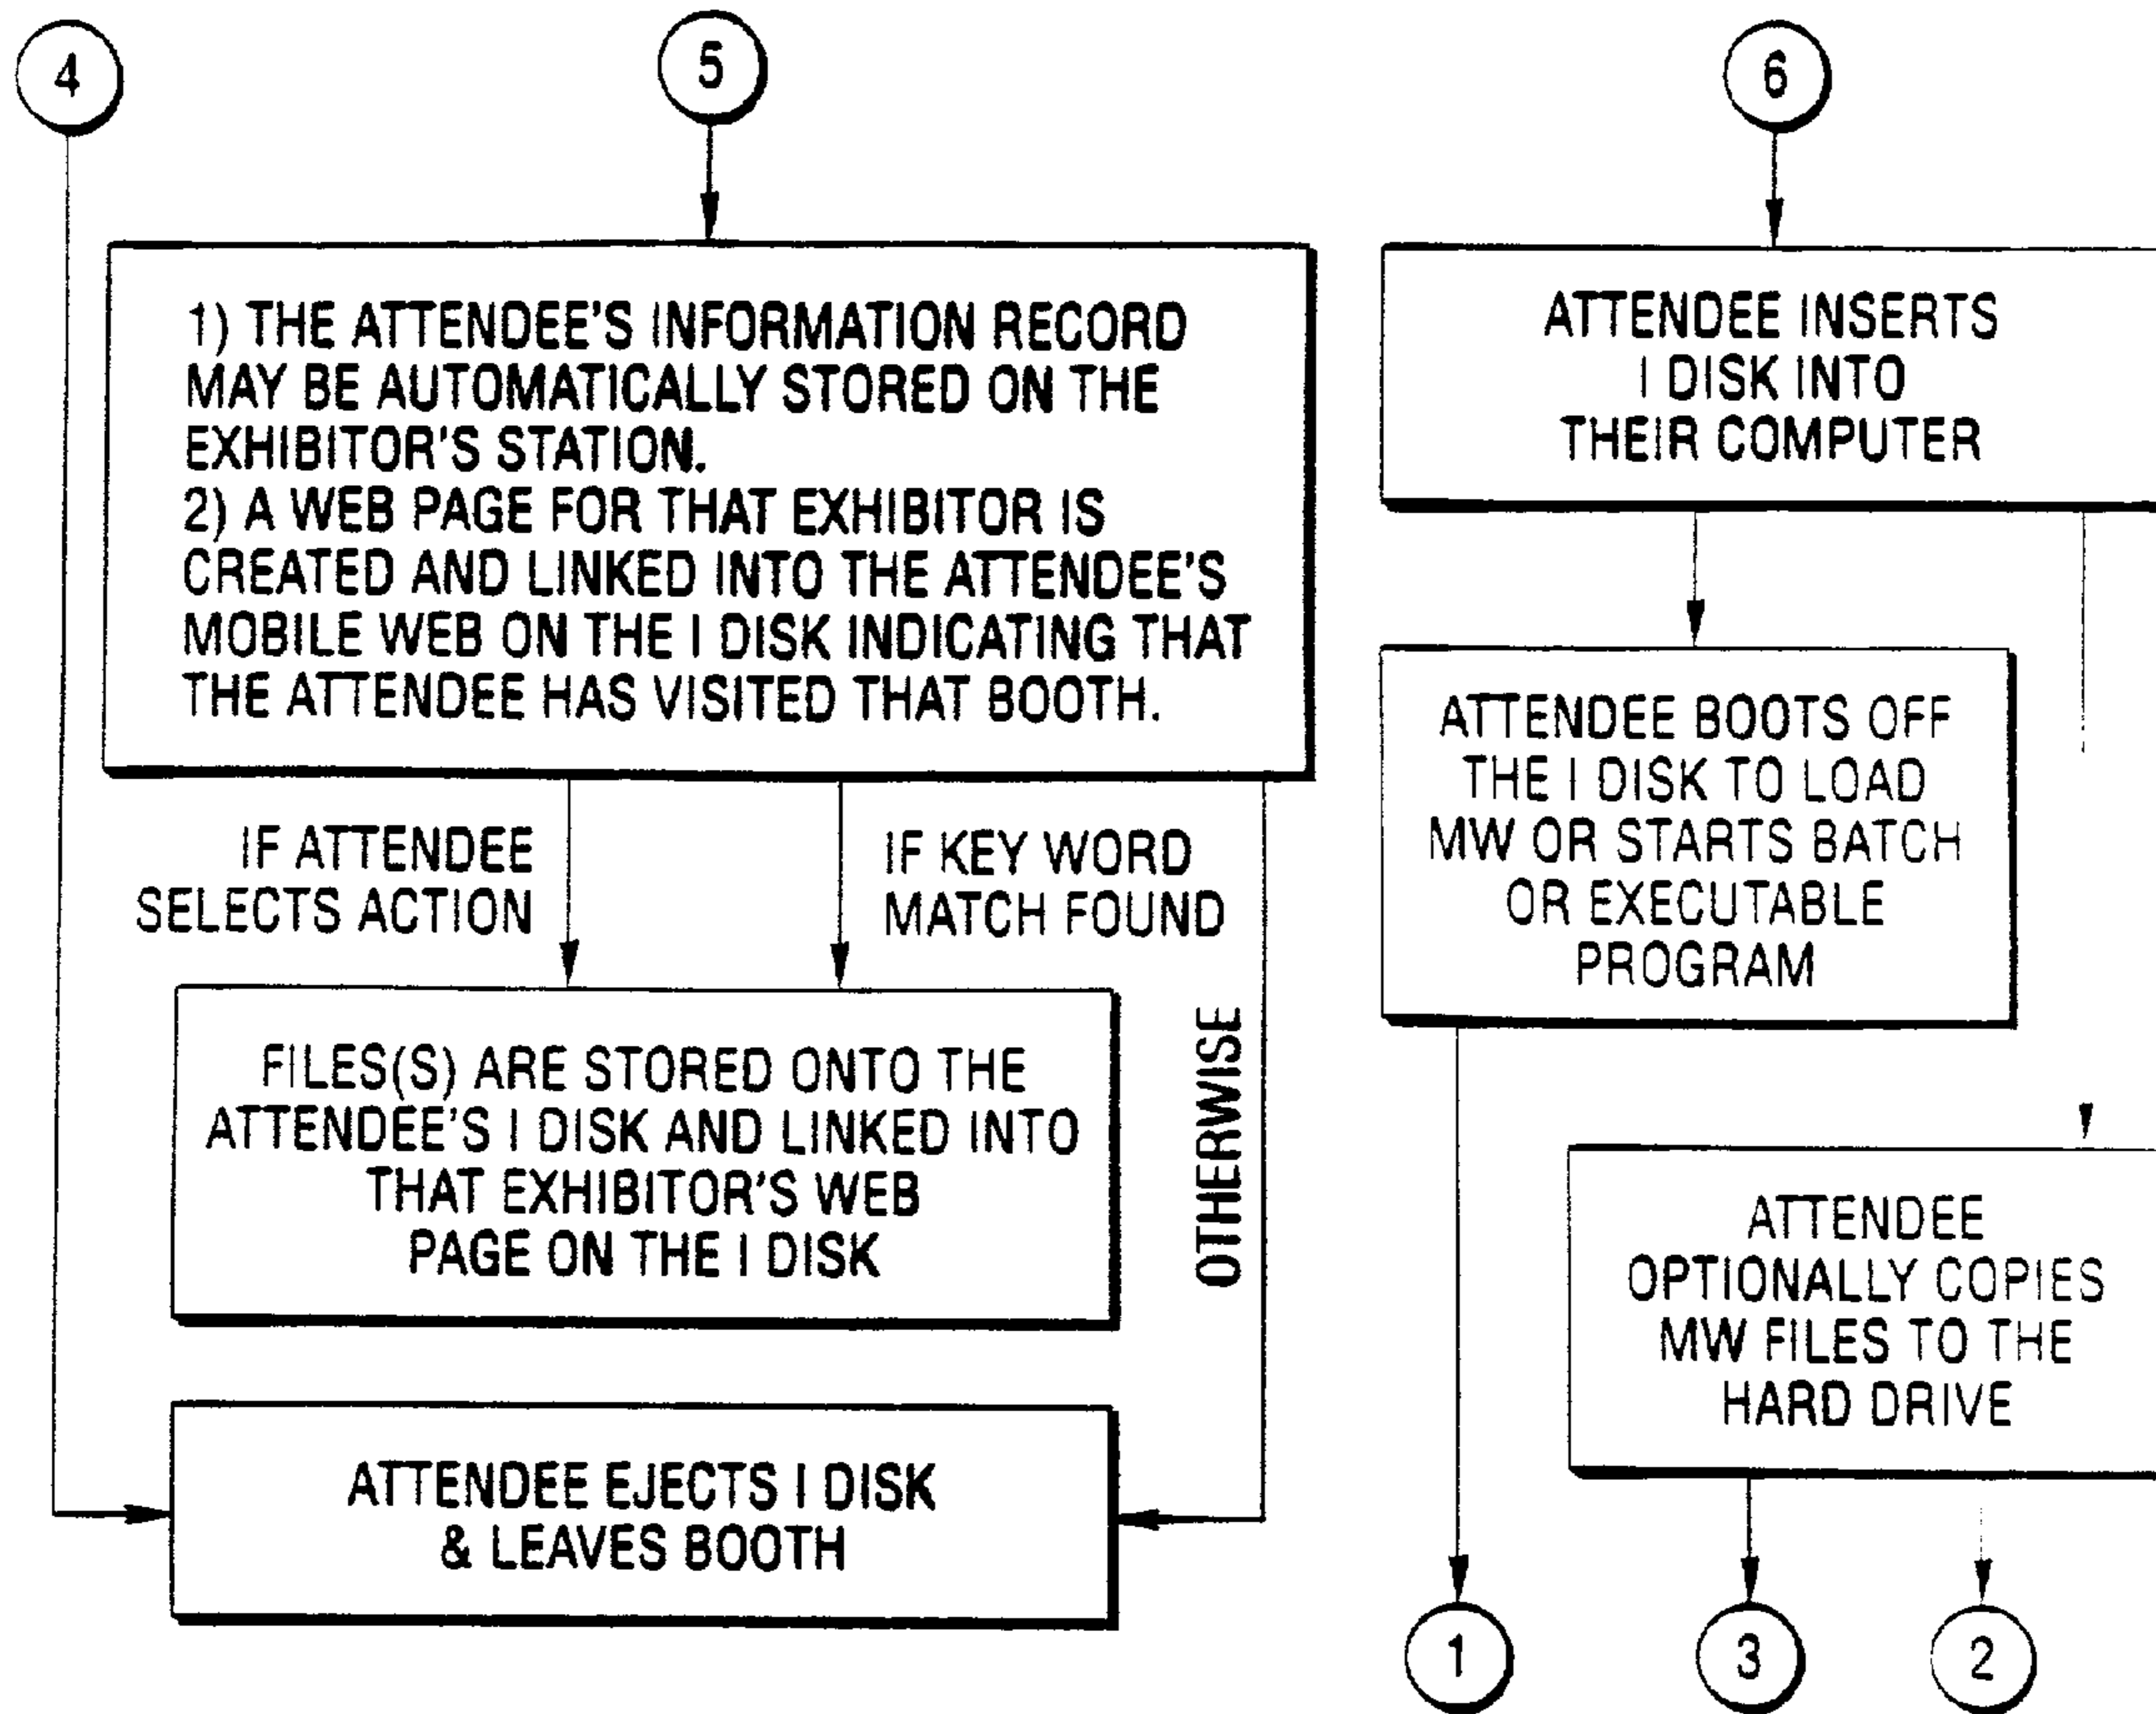 4
5
6
1) THE ATTENDEE'S INFORMATION RECORD
MAY BE AUTOMATICALLY STORED ON THE
EXHIBITOR'S STATION.
2) A WEB PAGE FOR THAT EXHIBITOR IS
CREATED AND LINKED INTO THE ATTENDEE'S
MOBILE WEB ON THE I DISK INDICATING THAT
THE ATTENDEE HAS VISITED THAT BOOTH.
IF ATTENDEE
SELECTS ACTION
IF KEY WORD
MATCH FOUND
OTHERWISE
FILES(S) ARE STORED ONTO THE
ATTENDEE'S I DISK AND LINKED INTO
THAT EXHIBITOR'S WEB
PAGE ON THE I DISK
ATTENDEE EJECTS I DISK
& LEAVES BOOTH
ATTENDEE INSERTS
I DISK INTO
THEIR COMPUTER
ATTENDEE BOOTS OFF
THE I DISK TO LOAD
MW OR STARTS BATCH
OR EXECUTABLE
PROGRAM
ATTENDEE
OPTIONALLY COPIES
MW FILES TO THE
HARD DRIVE
1
3
2